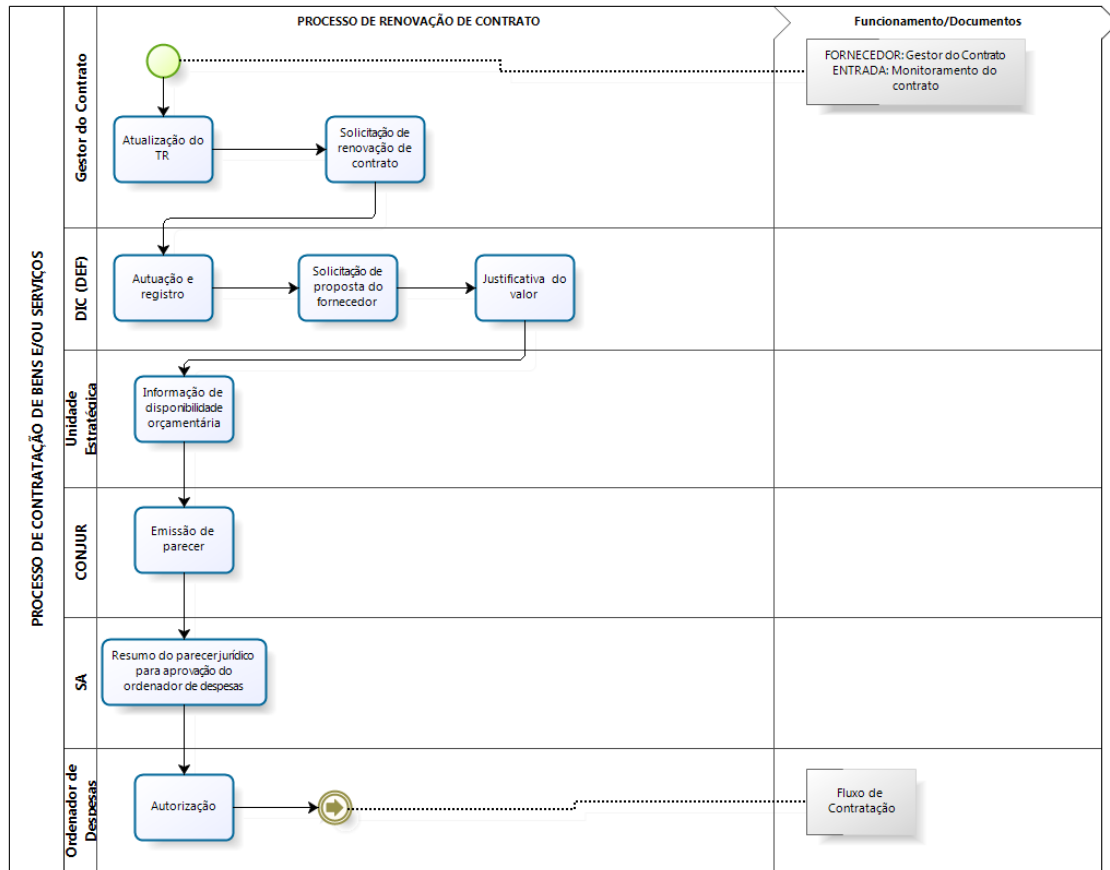 PROCESSO DE RENOVAÇÃO DE CONTRATO
Funcionamento/Documentos
PROCESSO DE CONTRATAÇÃO DE BENS E/OU SERVIÇOS
Gestor do Contrato
FORNECEDOR: Gestor do Contrato
ENTRADA: Monitoramento do
contrato
Atualização do
TR
Solicitação de
renovação de
contrato
DIC (DEF)
Autuação e
registro
Solicitação de
proposta do
fornecedor
Justificativa do
valor
Unidade
Estratégica
Informação de
disponibilidade
orçamentária
CONJUR
Emissão de
parecer
SA
Resumo do parecer jurídico
para aprovação do
ordenador de despesas
Ordenador de
Despesas
Autorização
Fluxo de
Contratação